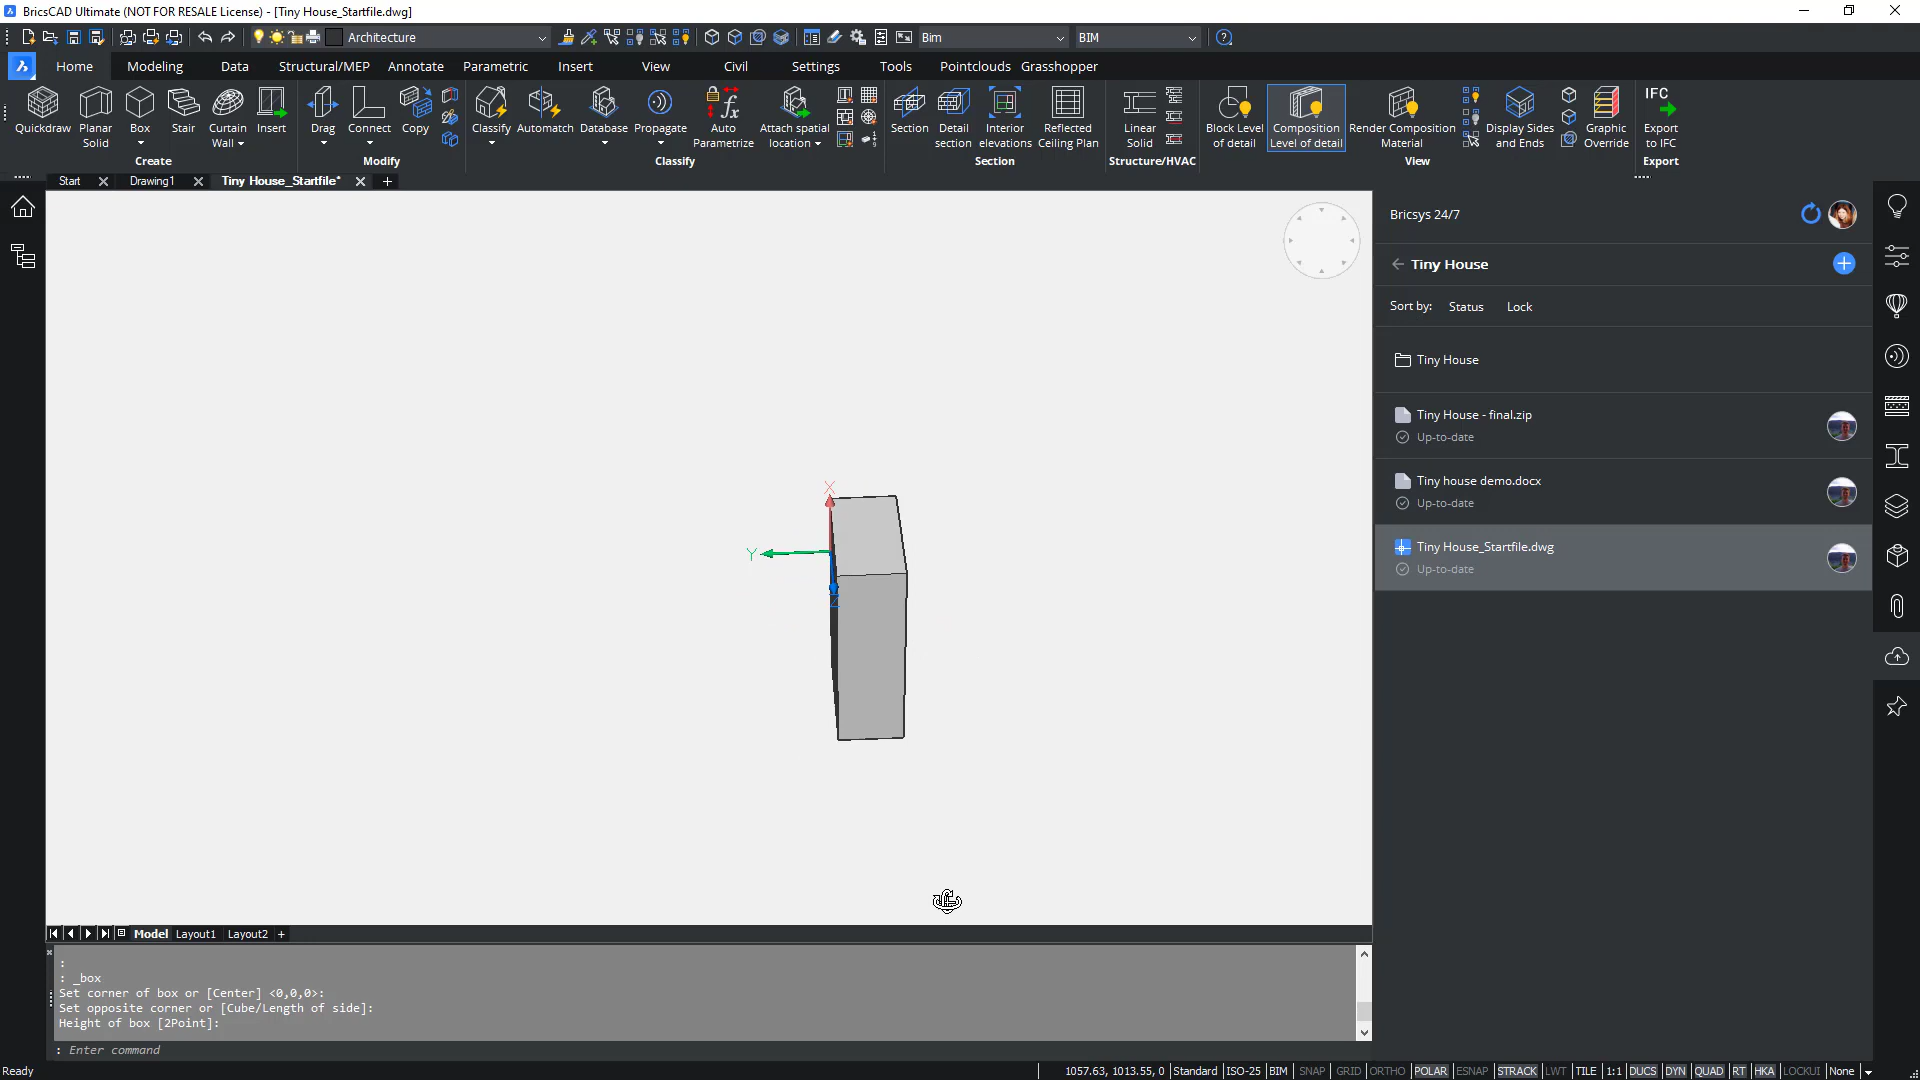 BricsCAD Ultimate (NOT FOR RESALE License) - [Tiny House_Startfile.dwg]
Architecture
Bim
BIM
Home Modeling Data Structural/MEP Annotate Parametric Insert View Civil Settings Tools Pointclouds Grasshopper
Quickdraw
Planar Solid
Box
Stair
Curtain Wall
Insert
Create
Drag
Connect
Copy
Modify
Classify
Automatch
Database
Propagate
Auto Parametrize
Attach spatial location
Classify
Section
Detail section
Interior elevations
Reflected Ceiling Plan
Section
Linear Solid
Structure/HVAC
Block Level of detail
Composition Level of detail
Render Composition Material
Display Sides and Ends
Graphic Override
View
IFC
Export to IFC
Export
Start
Drawing1
Tiny House_Startfile*
X
Y
Z
Bricsys 24/7
Tiny House
Sort by: Status Lock
Tiny House
Tiny House - final.zip
Up-to-date
Tiny house demo.docx
Up-to-date
Tiny House_Startfile.dwg
Up-to-date
Model Layout1 Layout2 +
:
: _box
Set corner of box or [Center] <0,0,0>:
Set opposite corner or [Cube/Length of side]:
Height of box [2Point]:
: Enter command
Ready
1057.63, 1013.55, 0 Standard ISO-25 BIM SNAP GRID ORTHO POLAR ESNAP STRACK LWT TILE 1:1 DUCS DYN QUAD RT HKA LOCKUI None